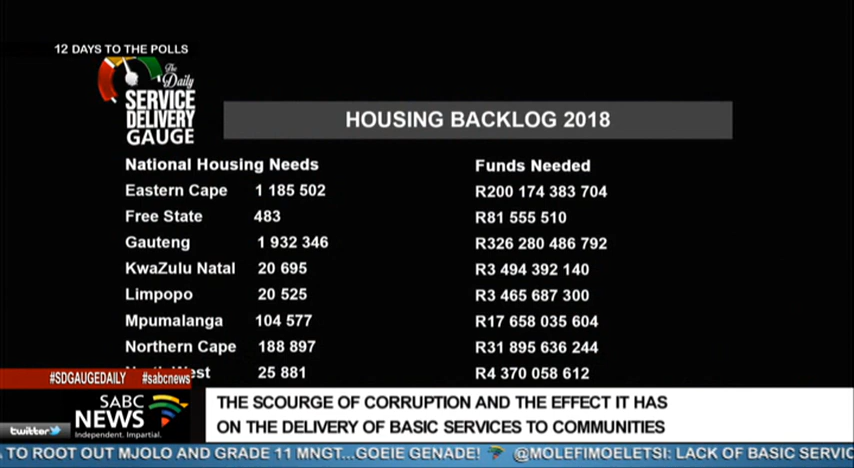 12 DAYS TO THE POLLS
The
Daily
SERVICE
DELIVERY
GAUGE
HOUSING BACKLOG 2018
National Housing Needs Funds Needed
Eastern Cape 1 185 502 R200 174 383 704
Free State 483 R81 555 510
Gauteng 1 932 346 R326 280 486 792
KwaZulu Natal 20 695 R3 494 392 140
Limpopo 20 525 R3 465 687 300
Mpumalanga 104 577 R17 658 035 604
Northern Cape 188 897 R31 895 636 244
25 881 R4 370 058 612
#SDGAUGEDAILY #sabcnews
SABC
NEWS
Independent. Impartial.
twitter
THE SCOURGE OF CORRUPTION AND THE EFFECT IT HAS
ON THE DELIVERY OF BASIC SERVICES TO COMMUNITIES
A TO ROOT OUT MJOLO AND GRADE 11 MNGT...GOEIE GENADE! @MOLEFIMOELETSI: LACK OF BASIC SERVIC